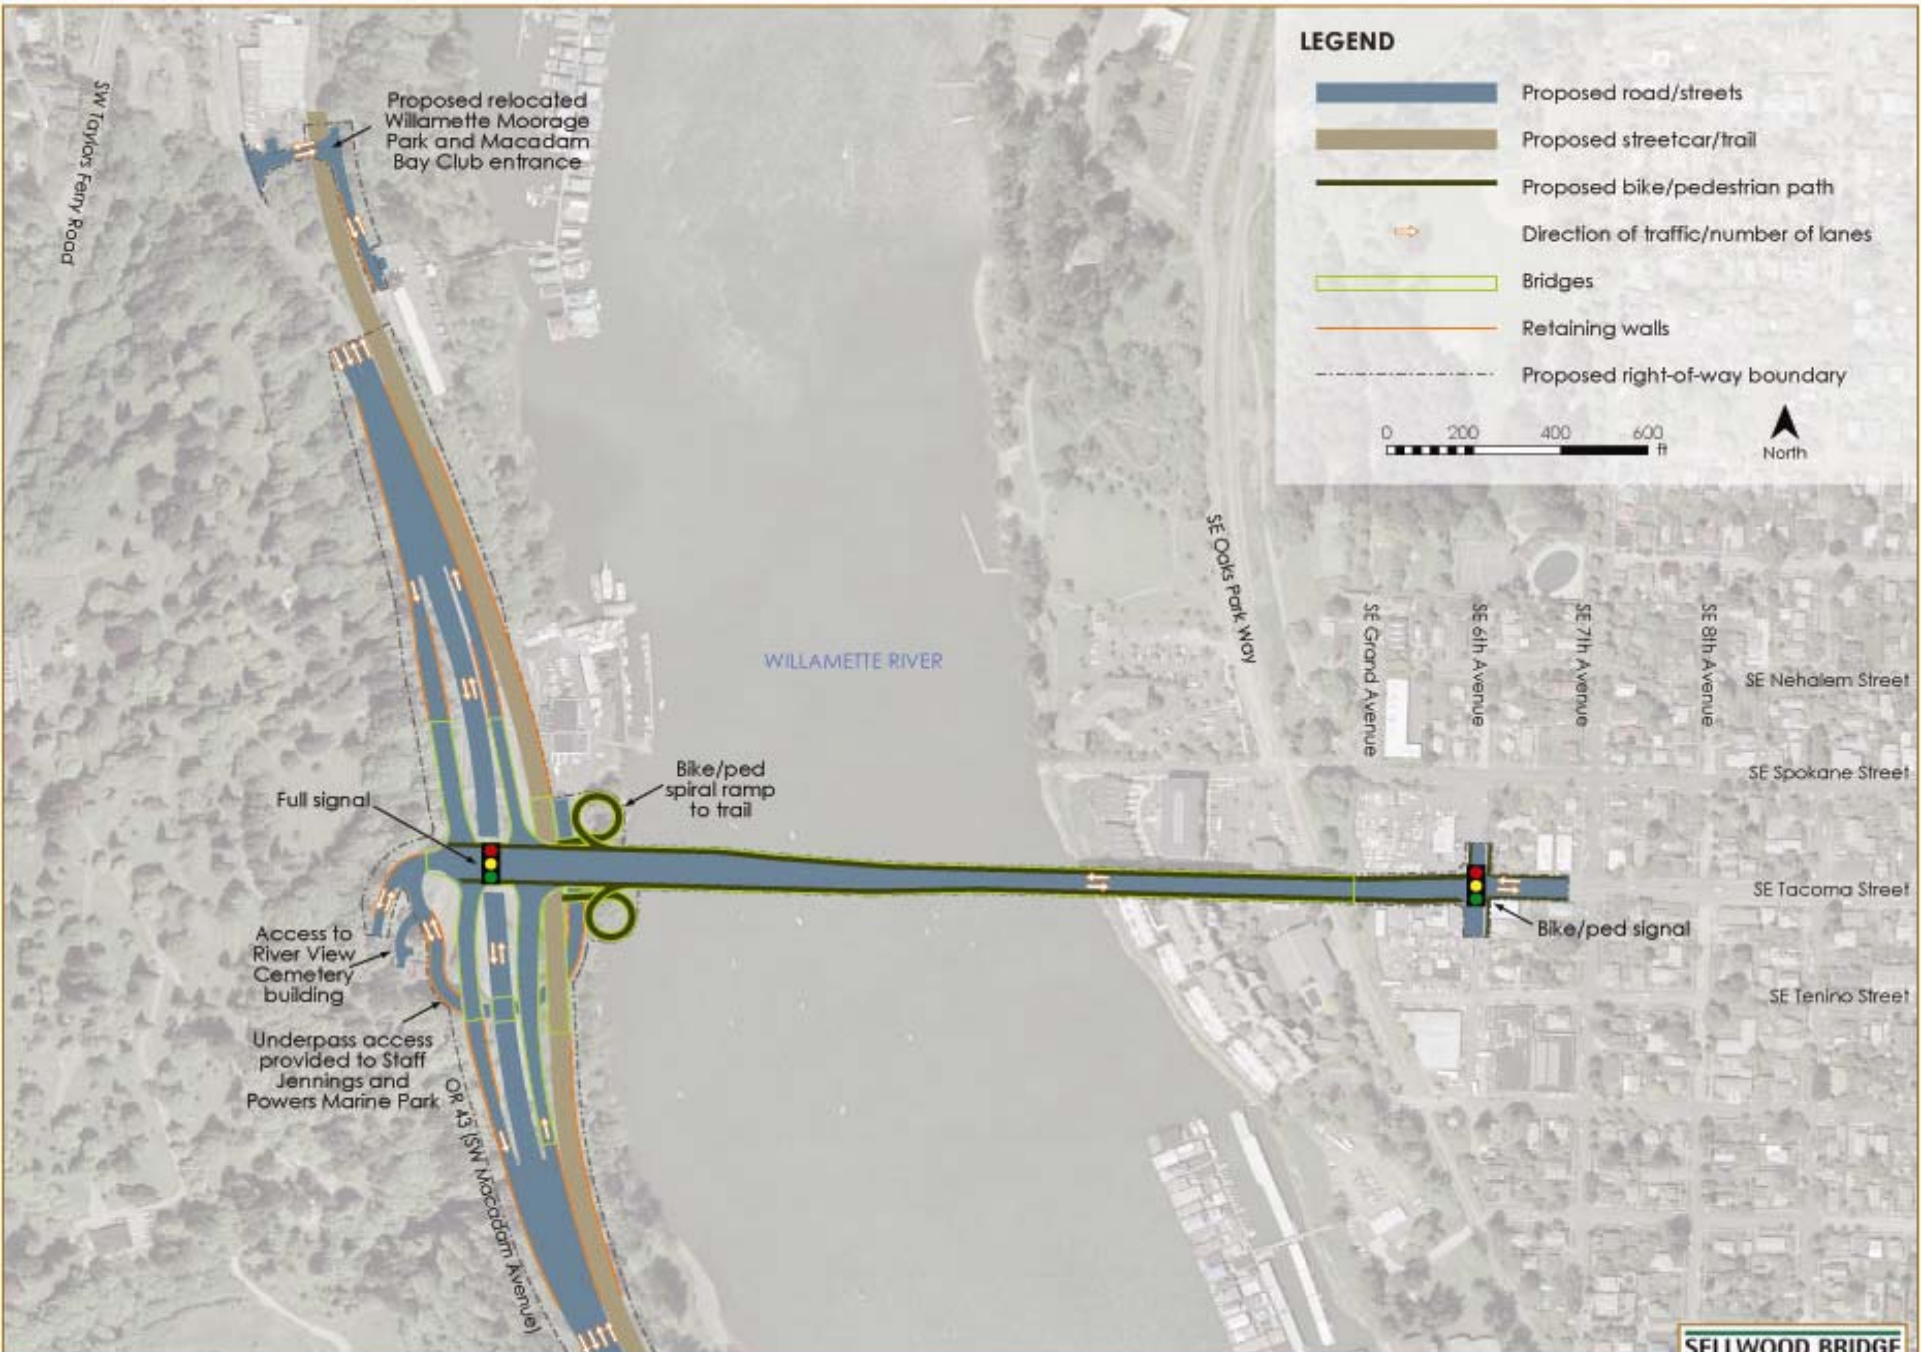 LEGEND
Proposed road/streets
Proposed streetcar/trail
Proposed bike/pedestrian path
Direction of traffic/number of lanes
Bridges
Retaining walls
Proposed right-of-way boundary
0 200 400 600
ft
North
SW Taylors Ferry Road
Proposed relocated
Willamette Moorage
Park and Macadam
Bay Club entrance
SE Oaks Park Way
WILLAMETTE RIVER
SE Grand Avenue
SE 6th Avenue
SE 7th Avenue
SE 8th Avenue
SE Nehalem Street
SE Spokane Street
SE Tacoma Street
SE Tenino Street
Full signal
Bike/ped
spiral ramp
to trail
Bike/ped signal
Access to
River View
Cemetery
building
Underpass access
provided to Staff
Jennings and
Powers Marine Park
OR 43 (SW Macadam Avenue)
SELLWOOD BRIDGE